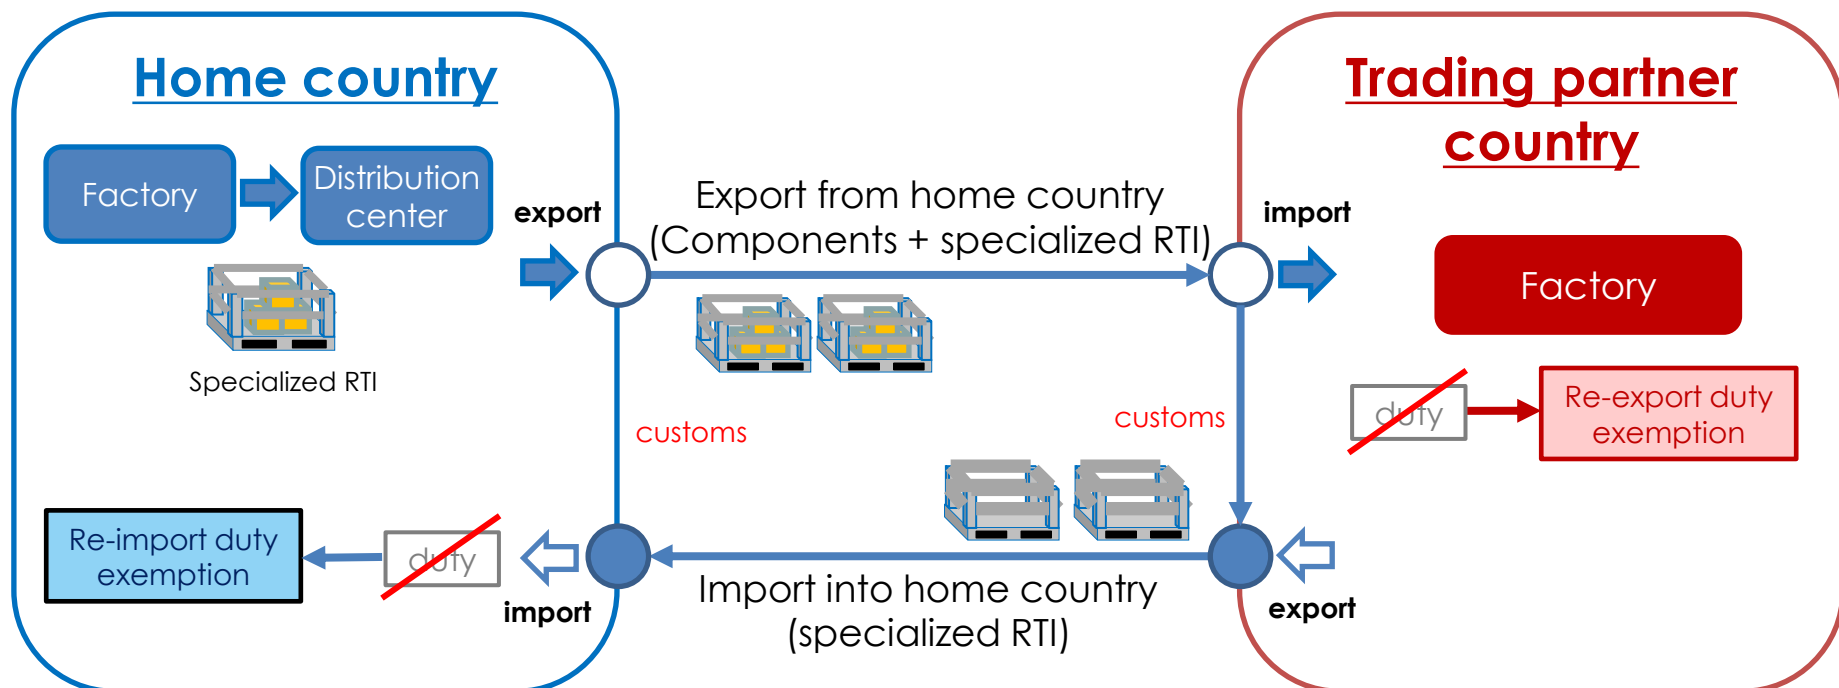 Home country
Trading partner
country
Factory
Distribution
center
export
Export from home country
(Components + specialized RTI)
import
Factory
Specialized RTI
customs
customs
duty
Re-export duty
exemption
Re-import duty
exemption
duty
import
Import into home country
(specialized RTI)
export